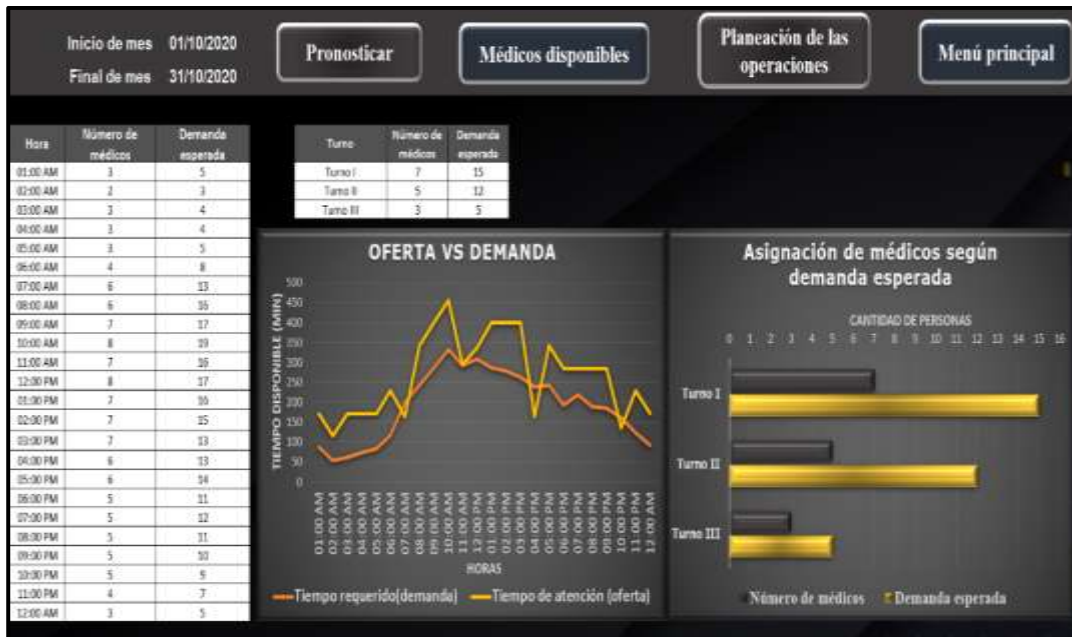 Inicio de mes 01/10/2020
Final de mes 31/10/2020
Pronosticar
Médicos disponibles
Planeación de las
operaciones
Menú principal
Hora Número de médicos Demanda esperada
01:00 AM 3 5
02:00 AM 2 3
03:00 AM 3 4
04:00 AM 3 4
05:00 AM 3 5
06:00 AM 4 8
07:00 AM 6 13
08:00 AM 6 16
09:00 AM 7 17
10:00 AM 8 19
11:00 AM 7 16
12:00 PM 8 17
01:00 PM 7 16
02:00 PM 7 15
03:00 PM 7 13
04:00 PM 6 13
05:00 PM 6 14
06:00 PM 5 11
07:00 PM 5 12
08:00 PM 5 11
09:00 PM 5 10
10:00 PM 5 9
11:00 PM 4 7
12:00 AM 3 5
Turno Número de médicos Demanda esperada
Turno I 7 15
Turno II 5 12
Turno III 3 5
OFERTA VS DEMANDA
TIEMPO DISPONIBLE (MIN)
500
450
400
350
300
250
200
150
100
50
0
01:00 AM
02:00 AM
03:00 AM
04:00 AM
05:00 AM
06:00 AM
07:00 AM
08:00 AM
09:00 AM
10:00 AM
11:00 AM
12:00 PM
01:00 PM
02:00 PM
03:00 PM
04:00 PM
05:00 PM
06:00 PM
07:00 PM
08:00 PM
09:00 PM
10:00 PM
11:00 PM
12:00 AM
HORAS
Tiempo requerido(demanda) Tiempo de atención (oferta)
Asignación de médicos según
demanda esperada
CANTIDAD DE PERSONAS
0 1 2 3 4 5 6 7 8 9 10 11 12 13 14 15 16
Turno I
Turno II
Turno III
Número de médicos Demanda esperada